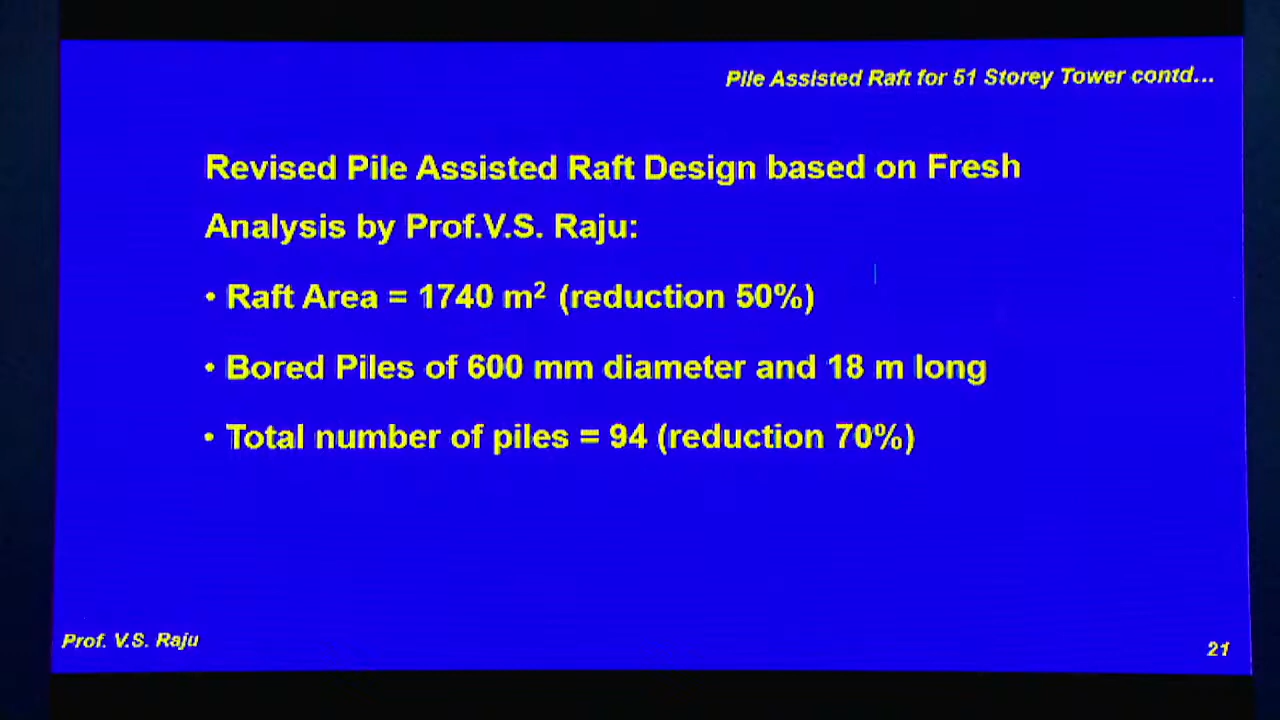 Pile Assisted Raft for 51 Storey Tower contd...
Revised Pile Assisted Raft Design based on Fresh
Analysis by Prof.V.S. Raju:
• Raft Area = 1740 m² (reduction 50%)
• Bored Piles of 600 mm diameter and 18 m long
• Total number of piles = 94 (reduction 70%)
Prof. V.S. Raju
21